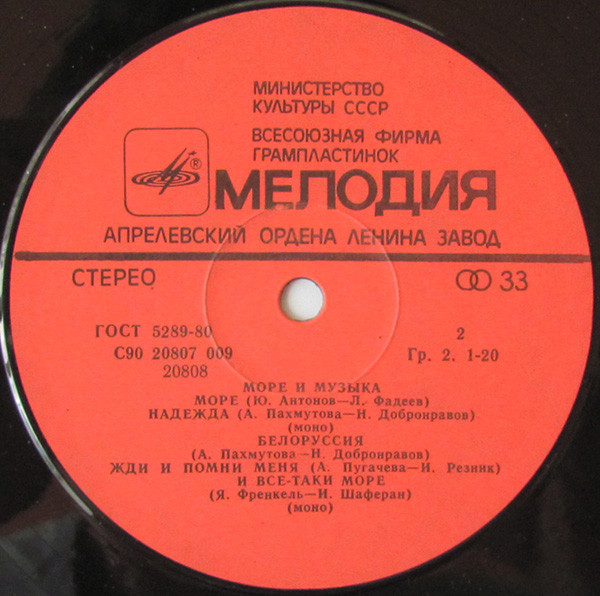 МИНИСТЕРСТВО
КУЛЬТУРЫ СССР
ВСЕСОЮЗНАЯ ФИРМА
ГРАМПЛАСТИНОК
®
МЕЛОДИЯ
АПРЕЛЕВСКИЙ ОРДЕНА ЛЕНИНА ЗАВОД
СТЕРЕО 33
ГОСТ 5289-80 2
С90 20807 009 Гр. 2. 1-20
20808
МОРЕ И МУЗЫКА
МОРЕ (Ю. Антонов—Л. Фадеев)
НАДЕЖДА (А. Пахмутова—Н. Добронравов)
(моно)
БЕЛОРУССИЯ
(А. Пахмутова—Н. Добронравов)
ЖДИ И ПОМНИ МЕНЯ (А. Пугачева—И. Резник)
И ВСЕ-ТАКИ МОРЕ
(Я. Френкель—И. Шаферан)
(моно)